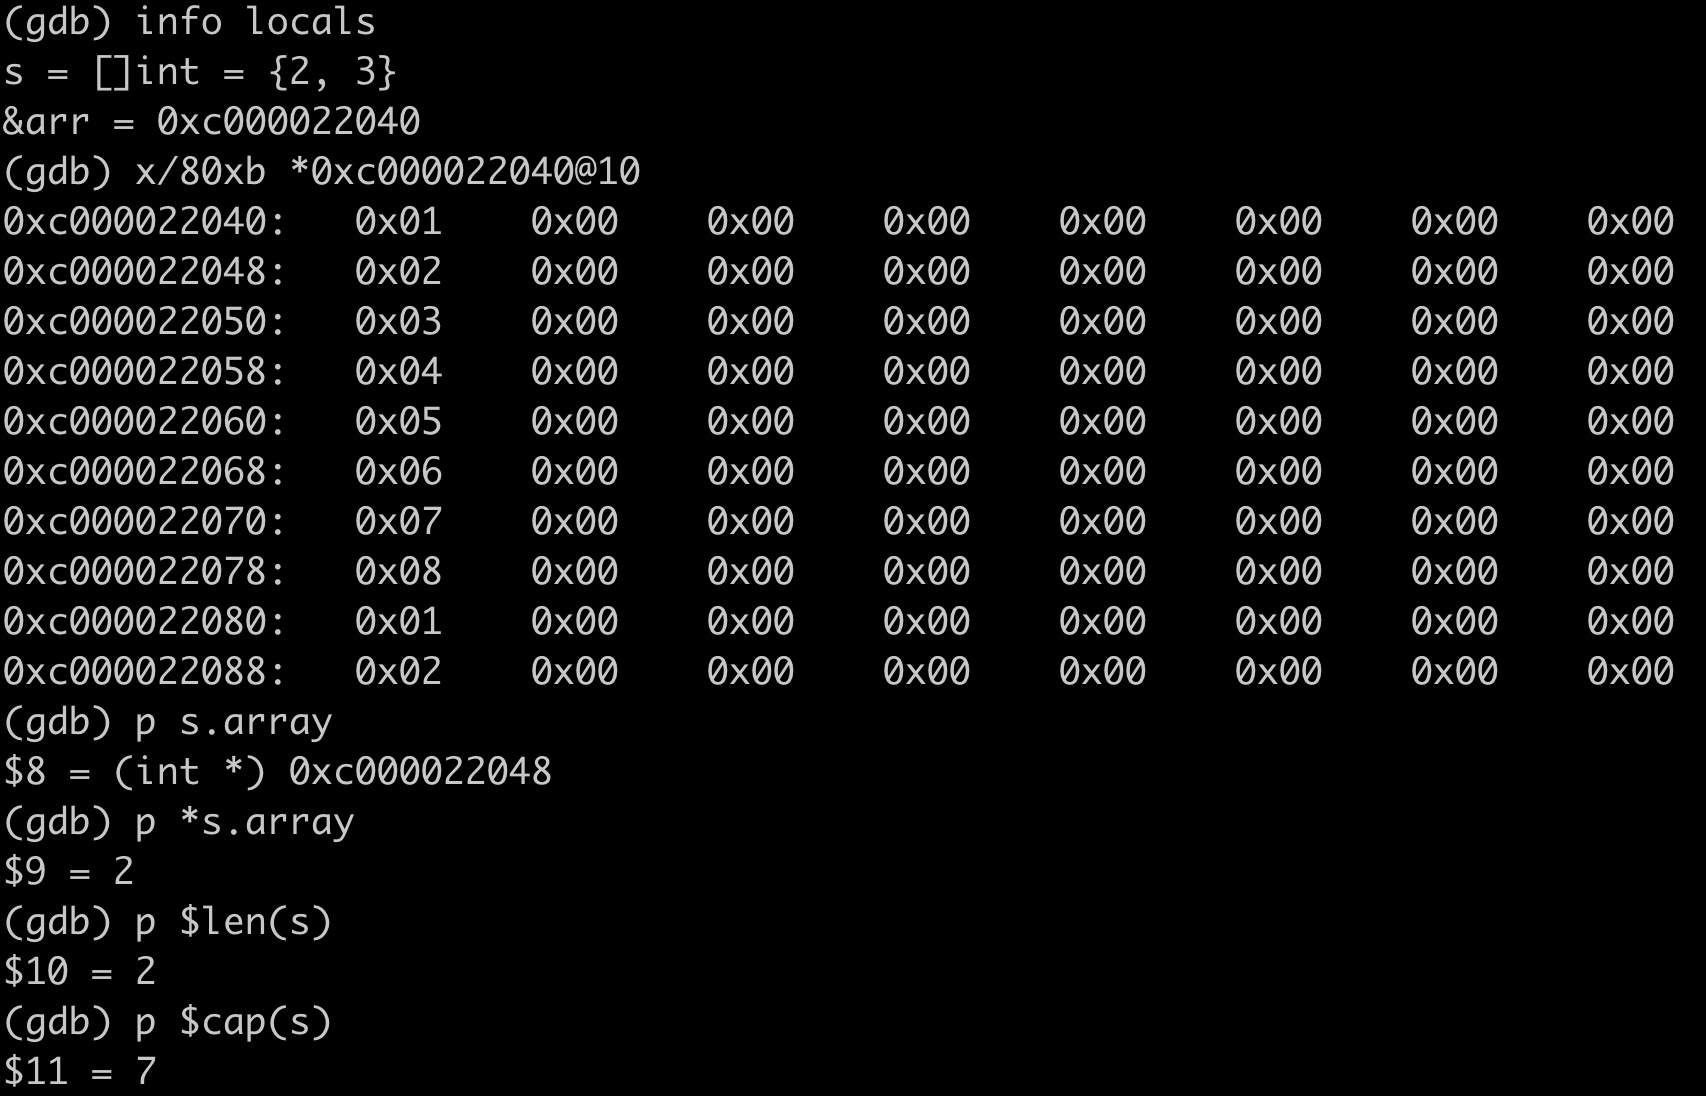 (gdb) info locals
s = []int = {2, 3}
&arr = 0xc000022040
(gdb) x/80xb *0xc000022040@10
0xc000022040:	0x01	0x00	0x00	0x00	0x00	0x00	0x00	0x00
0xc000022048:	0x02	0x00	0x00	0x00	0x00	0x00	0x00	0x00
0xc000022050:	0x03	0x00	0x00	0x00	0x00	0x00	0x00	0x00
0xc000022058:	0x04	0x00	0x00	0x00	0x00	0x00	0x00	0x00
0xc000022060:	0x05	0x00	0x00	0x00	0x00	0x00	0x00	0x00
0xc000022068:	0x06	0x00	0x00	0x00	0x00	0x00	0x00	0x00
0xc000022070:	0x07	0x00	0x00	0x00	0x00	0x00	0x00	0x00
0xc000022078:	0x08	0x00	0x00	0x00	0x00	0x00	0x00	0x00
0xc000022080:	0x01	0x00	0x00	0x00	0x00	0x00	0x00	0x00
0xc000022088:	0x02	0x00	0x00	0x00	0x00	0x00	0x00	0x00
(gdb) p s.array
$8 = (int *) 0xc000022048
(gdb) p *s.array
$9 = 2
(gdb) p $len(s)
$10 = 2
(gdb) p $cap(s)
$11 = 7